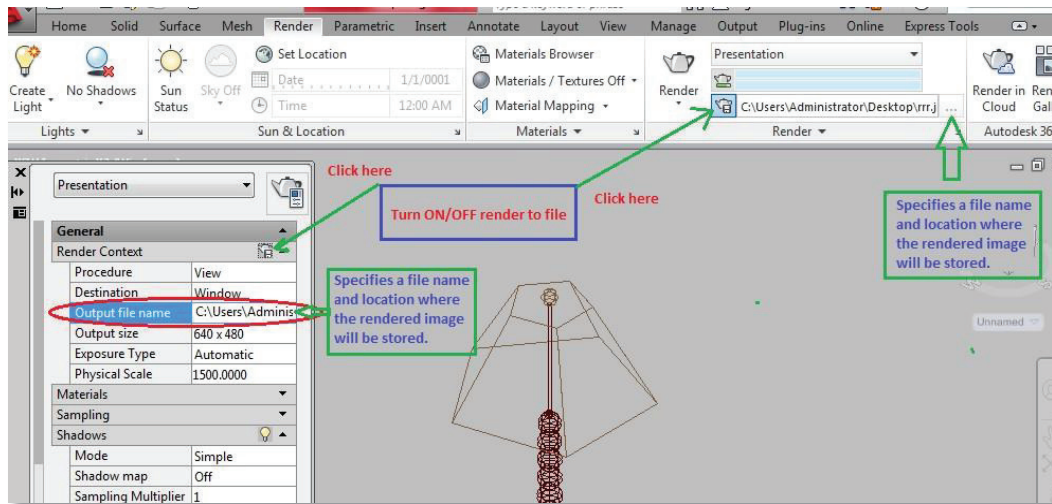 Home Solid Surface Mesh Render Parametric Insert Annotate Layout View Manage Output Plug-ins Online Express Tools
Create Light
No Shadows
Sun Status
Sky Off
Set Location
Date 1/1/0001
Time 12:00 AM
Materials Browser
Materials / Textures Off
Material Mapping
Render
Presentation
C:\Users\Administrator\Desktop\rrr.j ...
Render in Cloud
Lights
Sun & Location
Materials
Render
Autodesk 36
Click here
Turn ON/OFF render to file
Click here
Specifies a file name
and location where
the rendered image
will be stored.
Unnamed
Presentation
General
Render Context
Procedure View
Destination Window
Output file name C:\Users\Adminis
Output size 640 x 480
Exposure Type Automatic
Physical Scale 1500.0000
Materials
Sampling
Shadows
Mode Simple
Shadow map Off
Sampling Multiplier 1
Specifies a file name
and location where
the rendered image
will be stored.